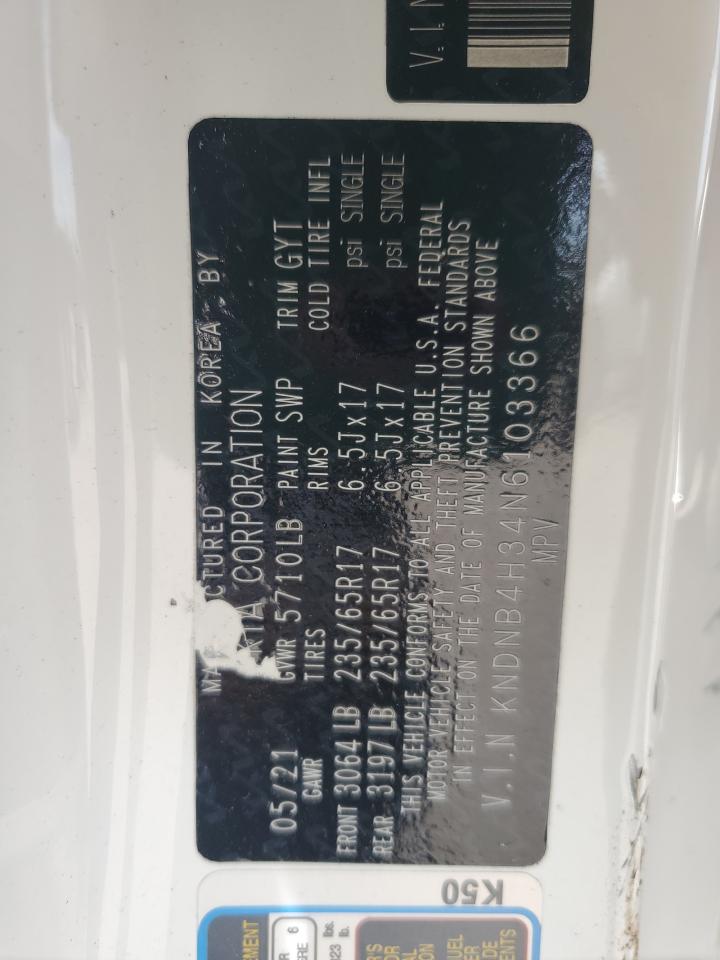 V.I.N
CTURED IN KOREA BY
KIA CORPORATION
05/21 GVWR 5710LB PAINT SWP TRIM GYT
GAWR TIRES RIMS COLD TIRE INFL
FRONT 3064LB 235/65R17 6.5Jx17 psi SINGLE
REAR 3197LB 235/65R17 6.5Jx17 psi SINGLE
THIS VEHICLE CONFORMS TO ALL APPLICABLE U.S.A. FEDERAL
MOTOR VEHICLE SAFETY AND THEFT PREVENTION STANDARDS
IN EFFECT ON THE DATE OF MANUFACTURE SHOWN ABOVE
V.I.N KNDNB4H34N6103366
MPV
K50